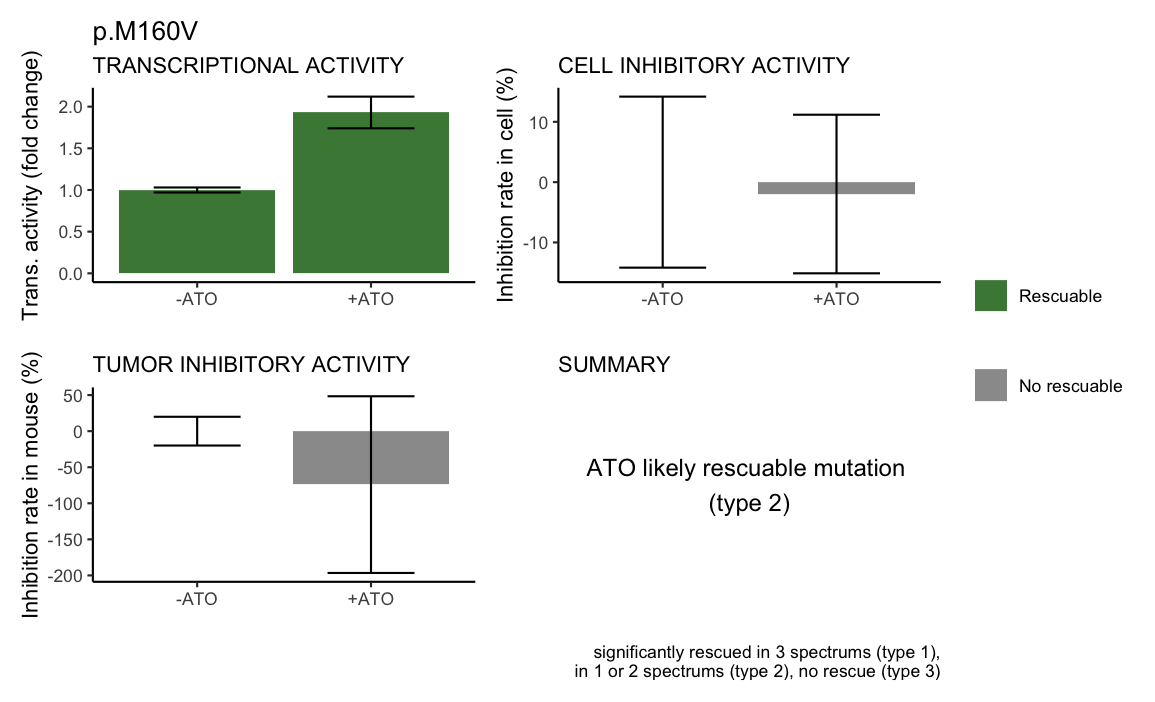 p.M160V
TRANSCRIPTIONAL ACTIVITY
Trans. activity (fold change)
2.0
1.5
1.0
0.5
0.0
-ATO
+ATO
CELL INHIBITORY ACTIVITY
Inhibition rate in cell (%)
10
0
-10
-ATO
+ATO
Rescuable
No rescuable
TUMOR INHIBITORY ACTIVITY
Inhibition rate in mouse (%)
50
0
-50
-100
-150
-200
-ATO
+ATO
SUMMARY
ATO likely rescuable mutation
(type 2)
significantly rescued in 3 spectrums (type 1),
in 1 or 2 spectrums (type 2), no rescue (type 3)